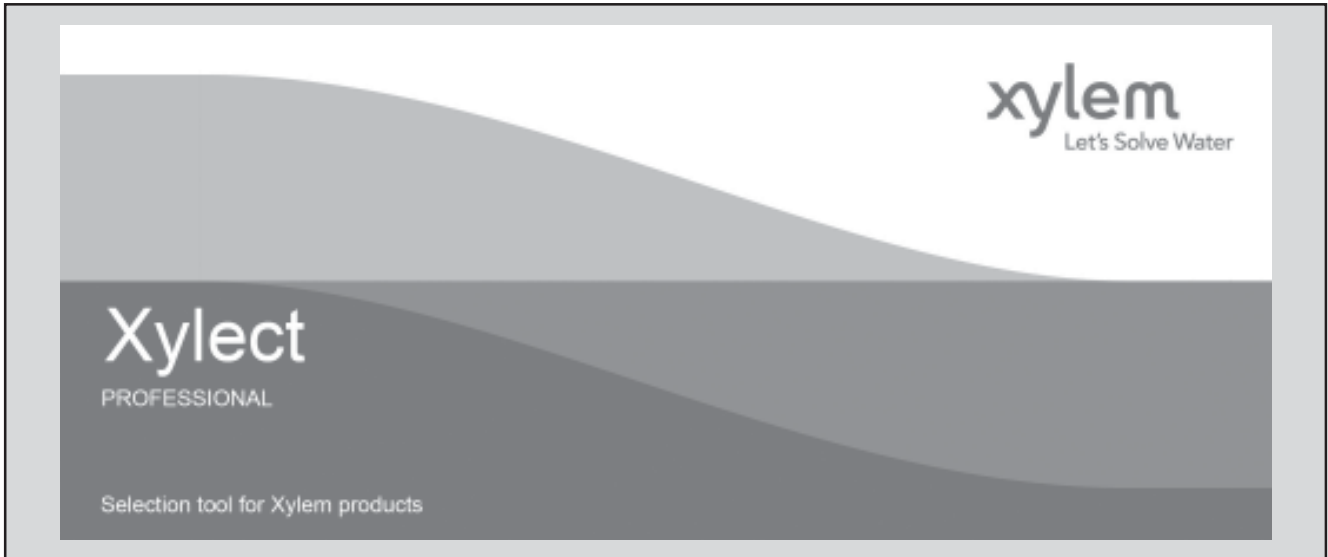 xylem
Let's Solve Water
Xylect
PROFESSIONAL
Selection tool for Xylem products